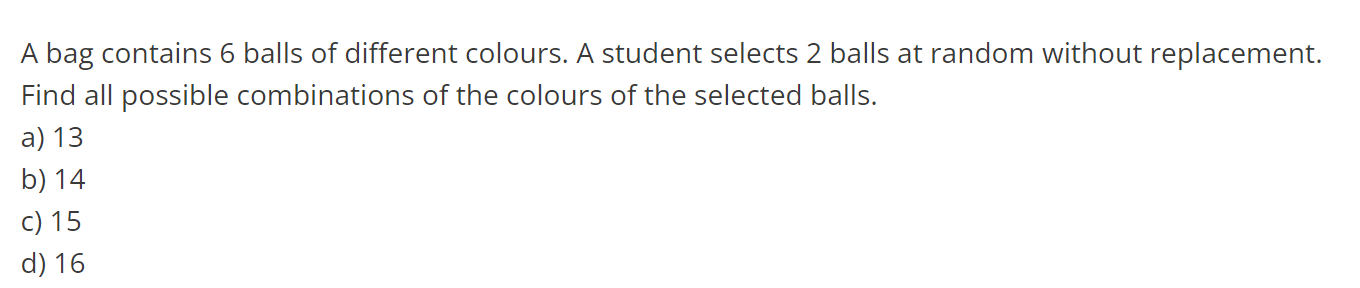 A bag contains 6 balls of different colours. A student selects 2 balls at random without replacement.
Find all possible combinations of the colours of the selected balls.
a) 13
b) 14
c) 15
d) 16